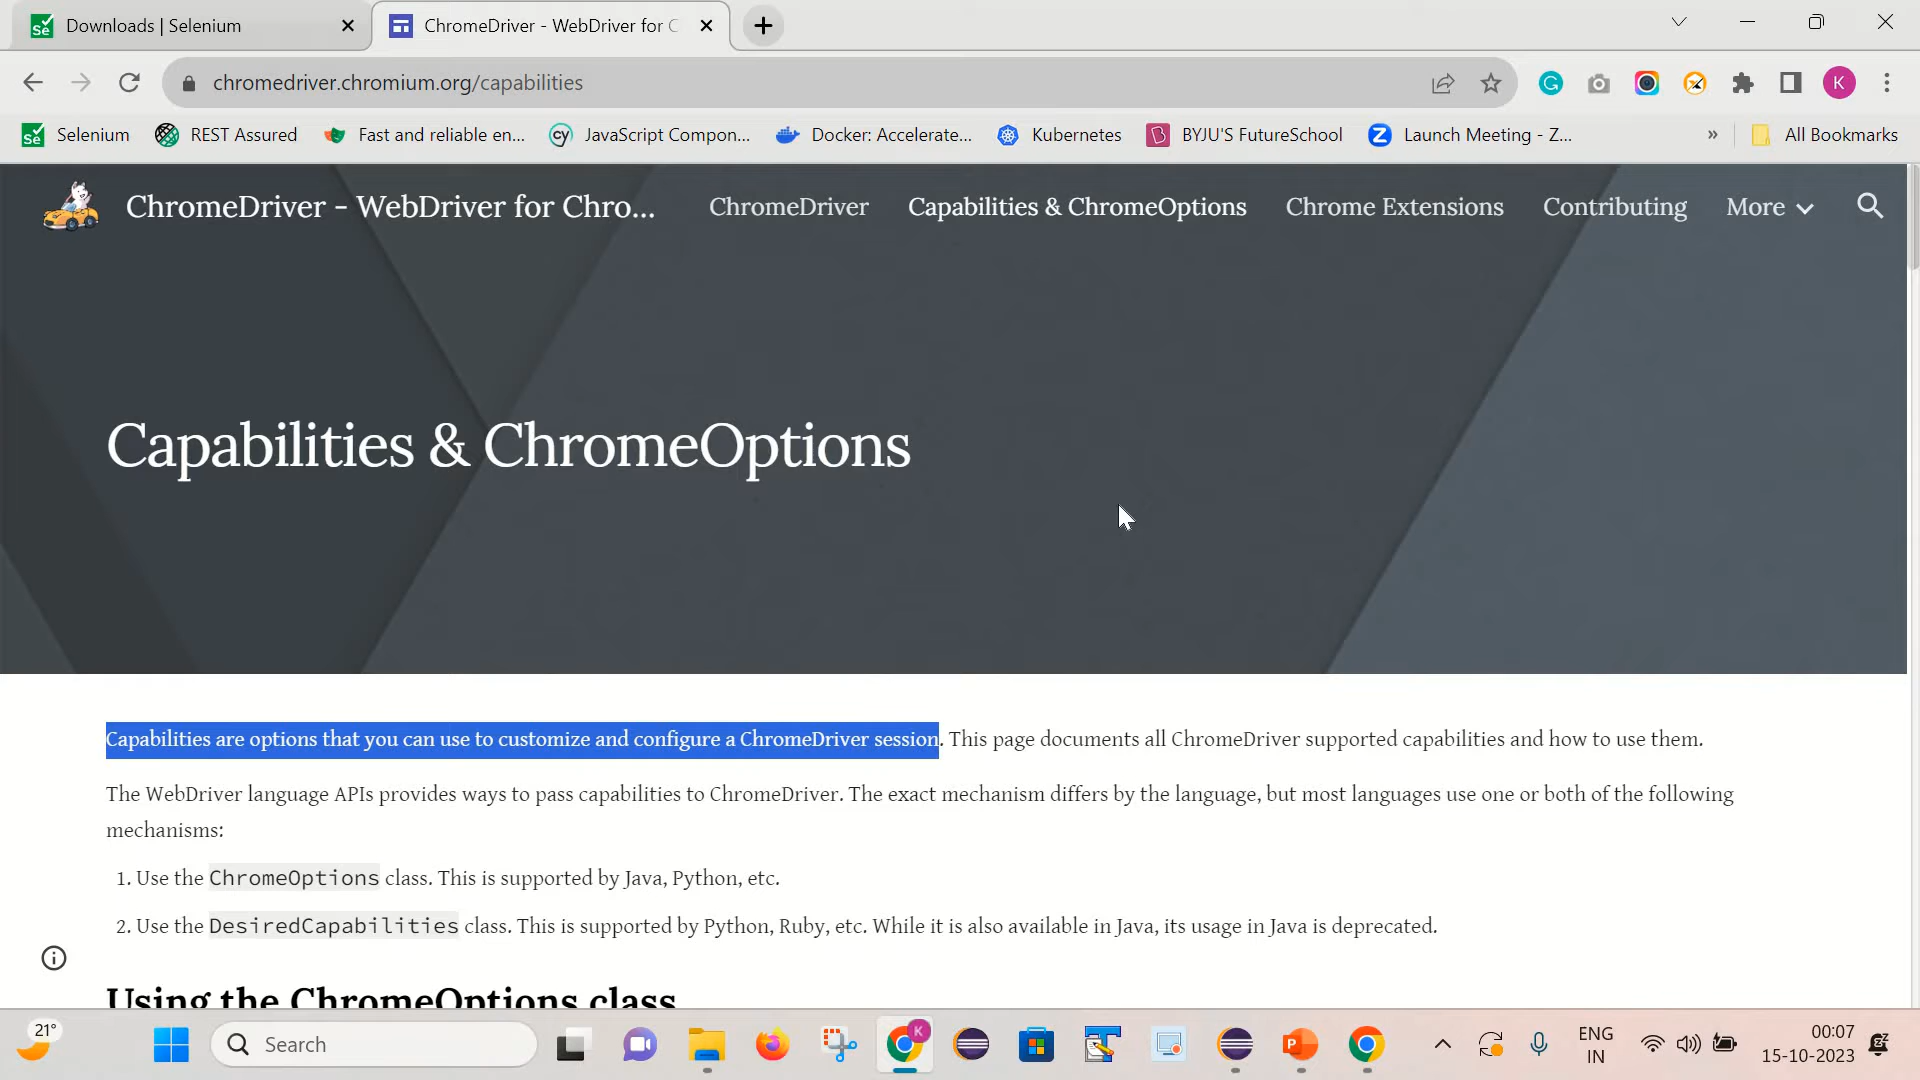 Downloads | Selenium
ChromeDriver - WebDriver for C
chromedriver.chromium.org/capabilities
K
Selenium
REST Assured
Fast and reliable en...
JavaScript Compon...
Docker: Accelerate...
Kubernetes
BYJU'S FutureSchool
Launch Meeting - Z...
»
All Bookmarks
ChromeDriver - WebDriver for Chro...
ChromeDriver
Capabilities & ChromeOptions
Chrome Extensions
Contributing
More
Capabilities & ChromeOptions
Capabilities are options that you can use to customize and configure a ChromeDriver session. This page documents all ChromeDriver supported capabilities and how to use them.
The WebDriver language APIs provides ways to pass capabilities to ChromeDriver. The exact mechanism differs by the language, but most languages use one or both of the following
mechanisms:
1. Use the ChromeOptions class. This is supported by Java, Python, etc.
2. Use the DesiredCapabilities class. This is supported by Python, Ruby, etc. While it is also available in Java, its usage in Java is deprecated.
Using the ChromeOptions class
21°
Search
ENG
IN
00:07
15-10-2023